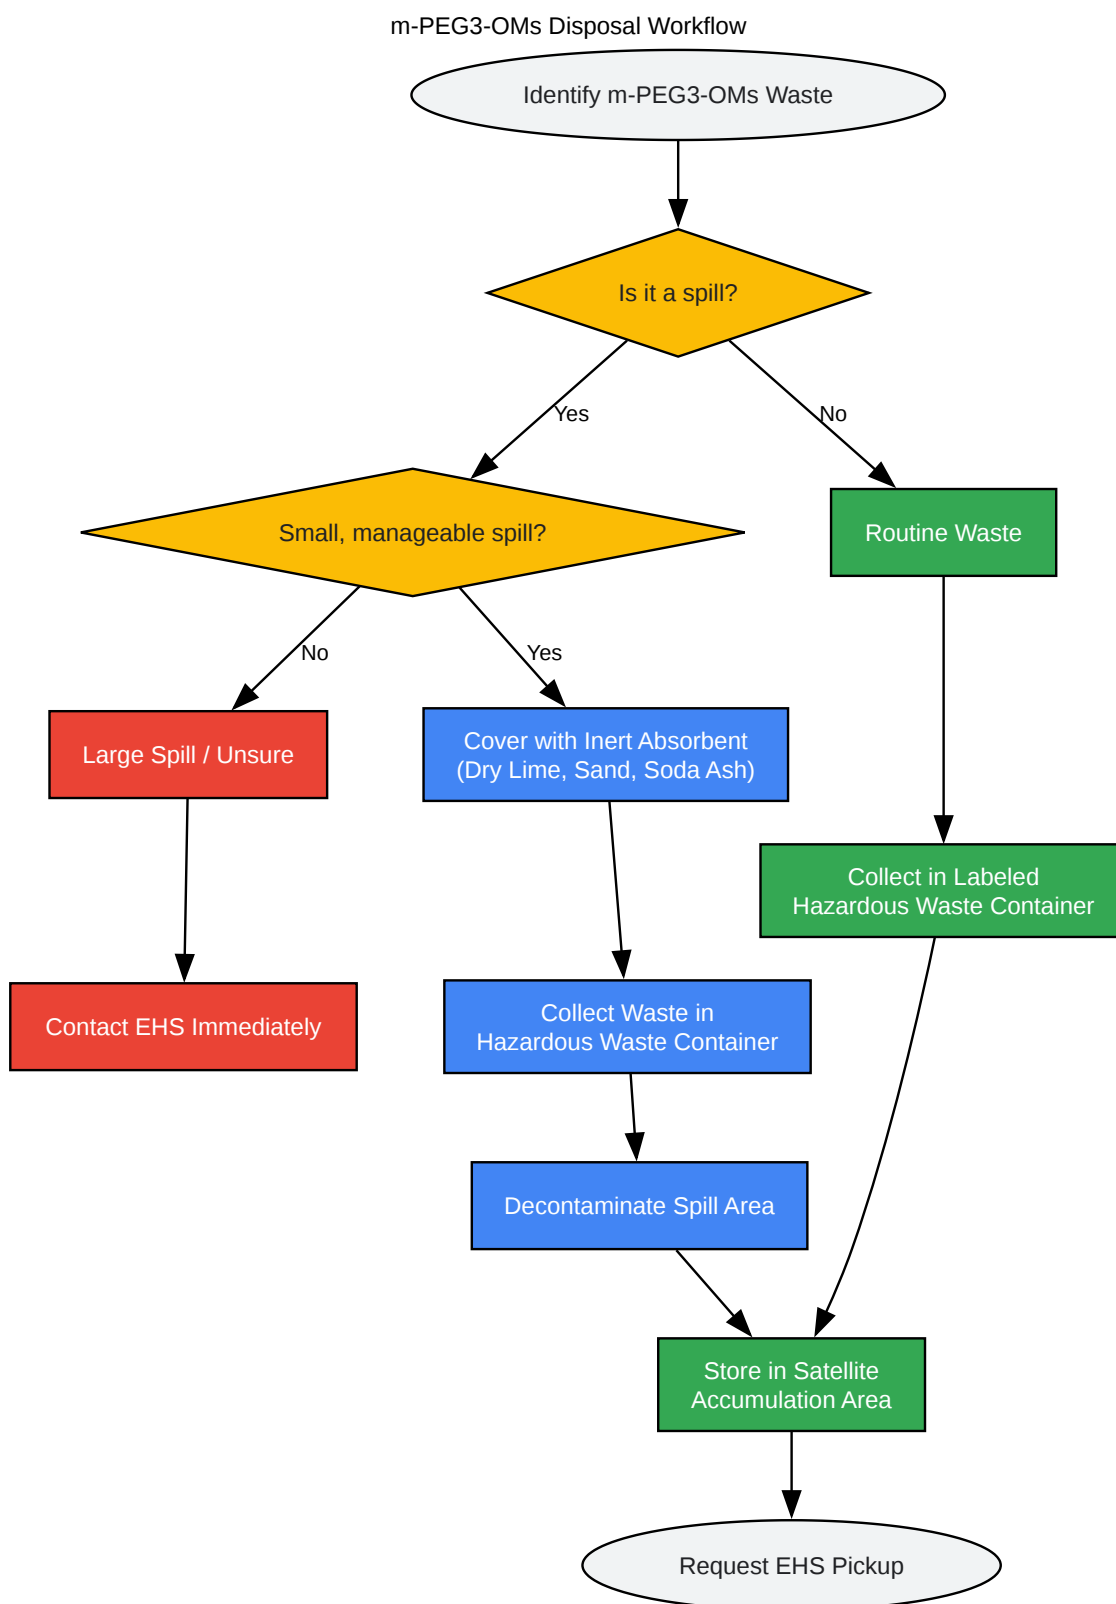 m-PEG3-OMs Disposal Workflow
Identify m-PEG3-OMs Waste
Is it a spill?
Yes
No
Small, manageable spill?
Routine Waste
No
Yes
Large Spill / Unsure
Cover with Inert Absorbent
(Dry Lime, Sand, Soda Ash)
Collect in Labeled
Hazardous Waste Container
Contact EHS Immediately
Collect Waste in
Hazardous Waste Container
Decontaminate Spill Area
Store in Satellite
Accumulation Area
Request EHS Pickup